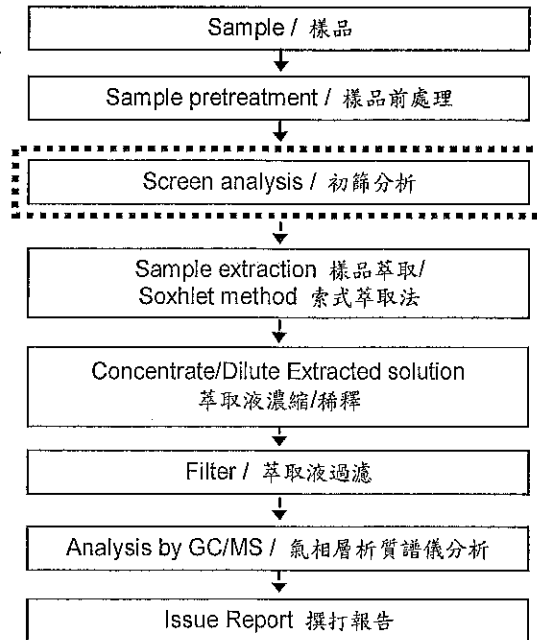 Sample / 樣品
Sample pretreatment / 樣品前處理
Screen analysis / 初篩分析
Sample extraction 樣品萃取/
Soxhlet method 索式萃取法
Concentrate/Dilute Extracted solution
萃取液濃縮/稀釋
Filter / 萃取液過濾
Analysis by GC/MS / 氣相層析質譜儀分析
Issue Report 撰打報告